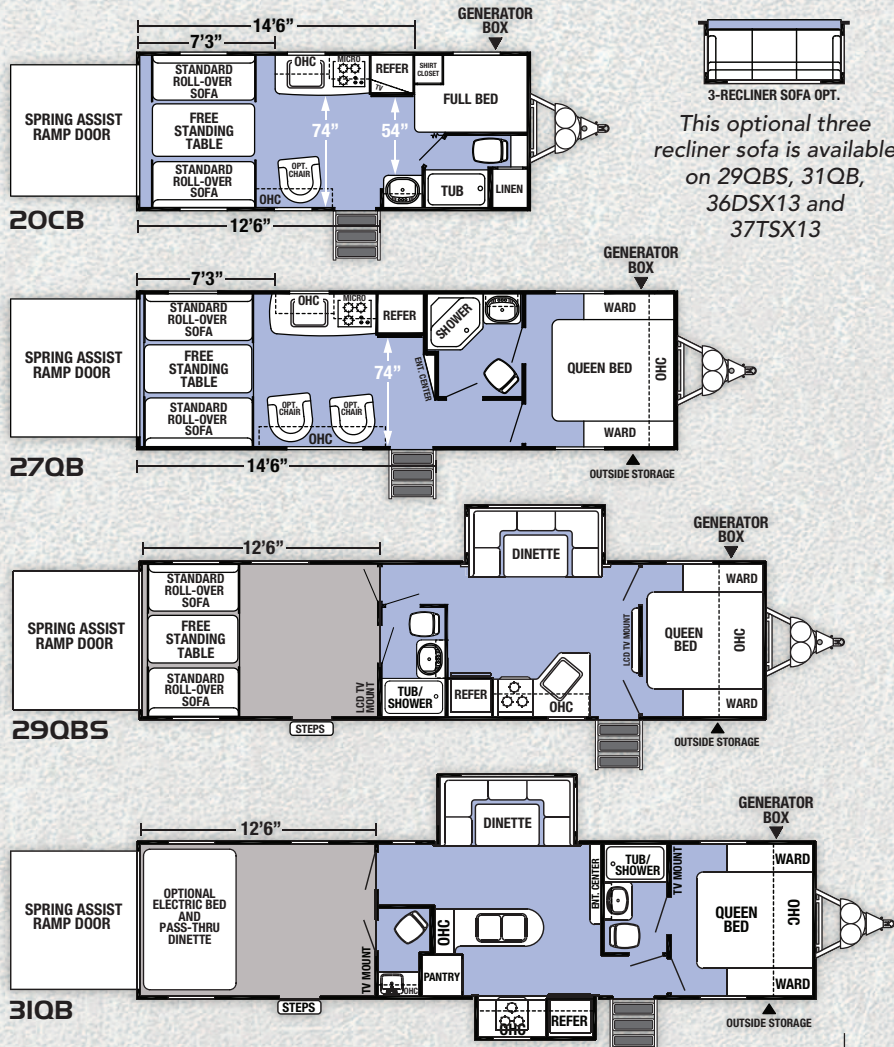 14'6"
GENERATOR
BOX
7'3"
OHC
MICRO
REFER
TV
SHIRT
CLOSET
STANDARD
ROLL-OVER
SOFA
FULL BED
SPRING ASSIST
RAMP DOOR
FREE
STANDING
TABLE
74"
54"
STANDARD
ROLL-OVER
SOFA
OPT.
CHAIR
OHC
TUB
LINEN
20CB
12'6"
3-RECLINER SOFA OPT.
This optional three
recliner sofa is available
on 29QBS, 31QB,
36DSX13 and
37TSX13
GENERATOR
BOX
7'3"
OHC
MICRO
REFER
SHOWER
WARD
STANDARD
ROLL-OVER
SOFA
SPRING ASSIST
RAMP DOOR
FREE
STANDING
TABLE
74"
ENT. CENTER
QUEEN BED
OHC
STANDARD
ROLL-OVER
SOFA
OPT.
CHAIR
OPT.
CHAIR
OHC
WARD
27QB
14'6"
OUTSIDE STORAGE
GENERATOR
BOX
12'6"
DINETTE
STANDARD
ROLL-OVER
SOFA
WARD
SPRING ASSIST
RAMP DOOR
FREE
STANDING
TABLE
LCD TV MOUNT
QUEEN
BED
OHC
STANDARD
ROLL-OVER
SOFA
LCD TV
MOUNT
TUB/
SHOWER
REFER
OHC
WARD
29QBS
STEPS
OUTSIDE STORAGE
GENERATOR
BOX
12'6"
DINETTE
ENT. CENTER
TUB/
SHOWER
TV MOUNT
WARD
SPRING ASSIST
RAMP DOOR
OPTIONAL
ELECTRIC BED
AND
PASS-THRU
DINETTE
OHC
QUEEN
BED
OHC
TV MOUNT
OHC
PANTRY
WARD
31QB
STEPS
OHC
REFER
OUTSIDE STORAGE